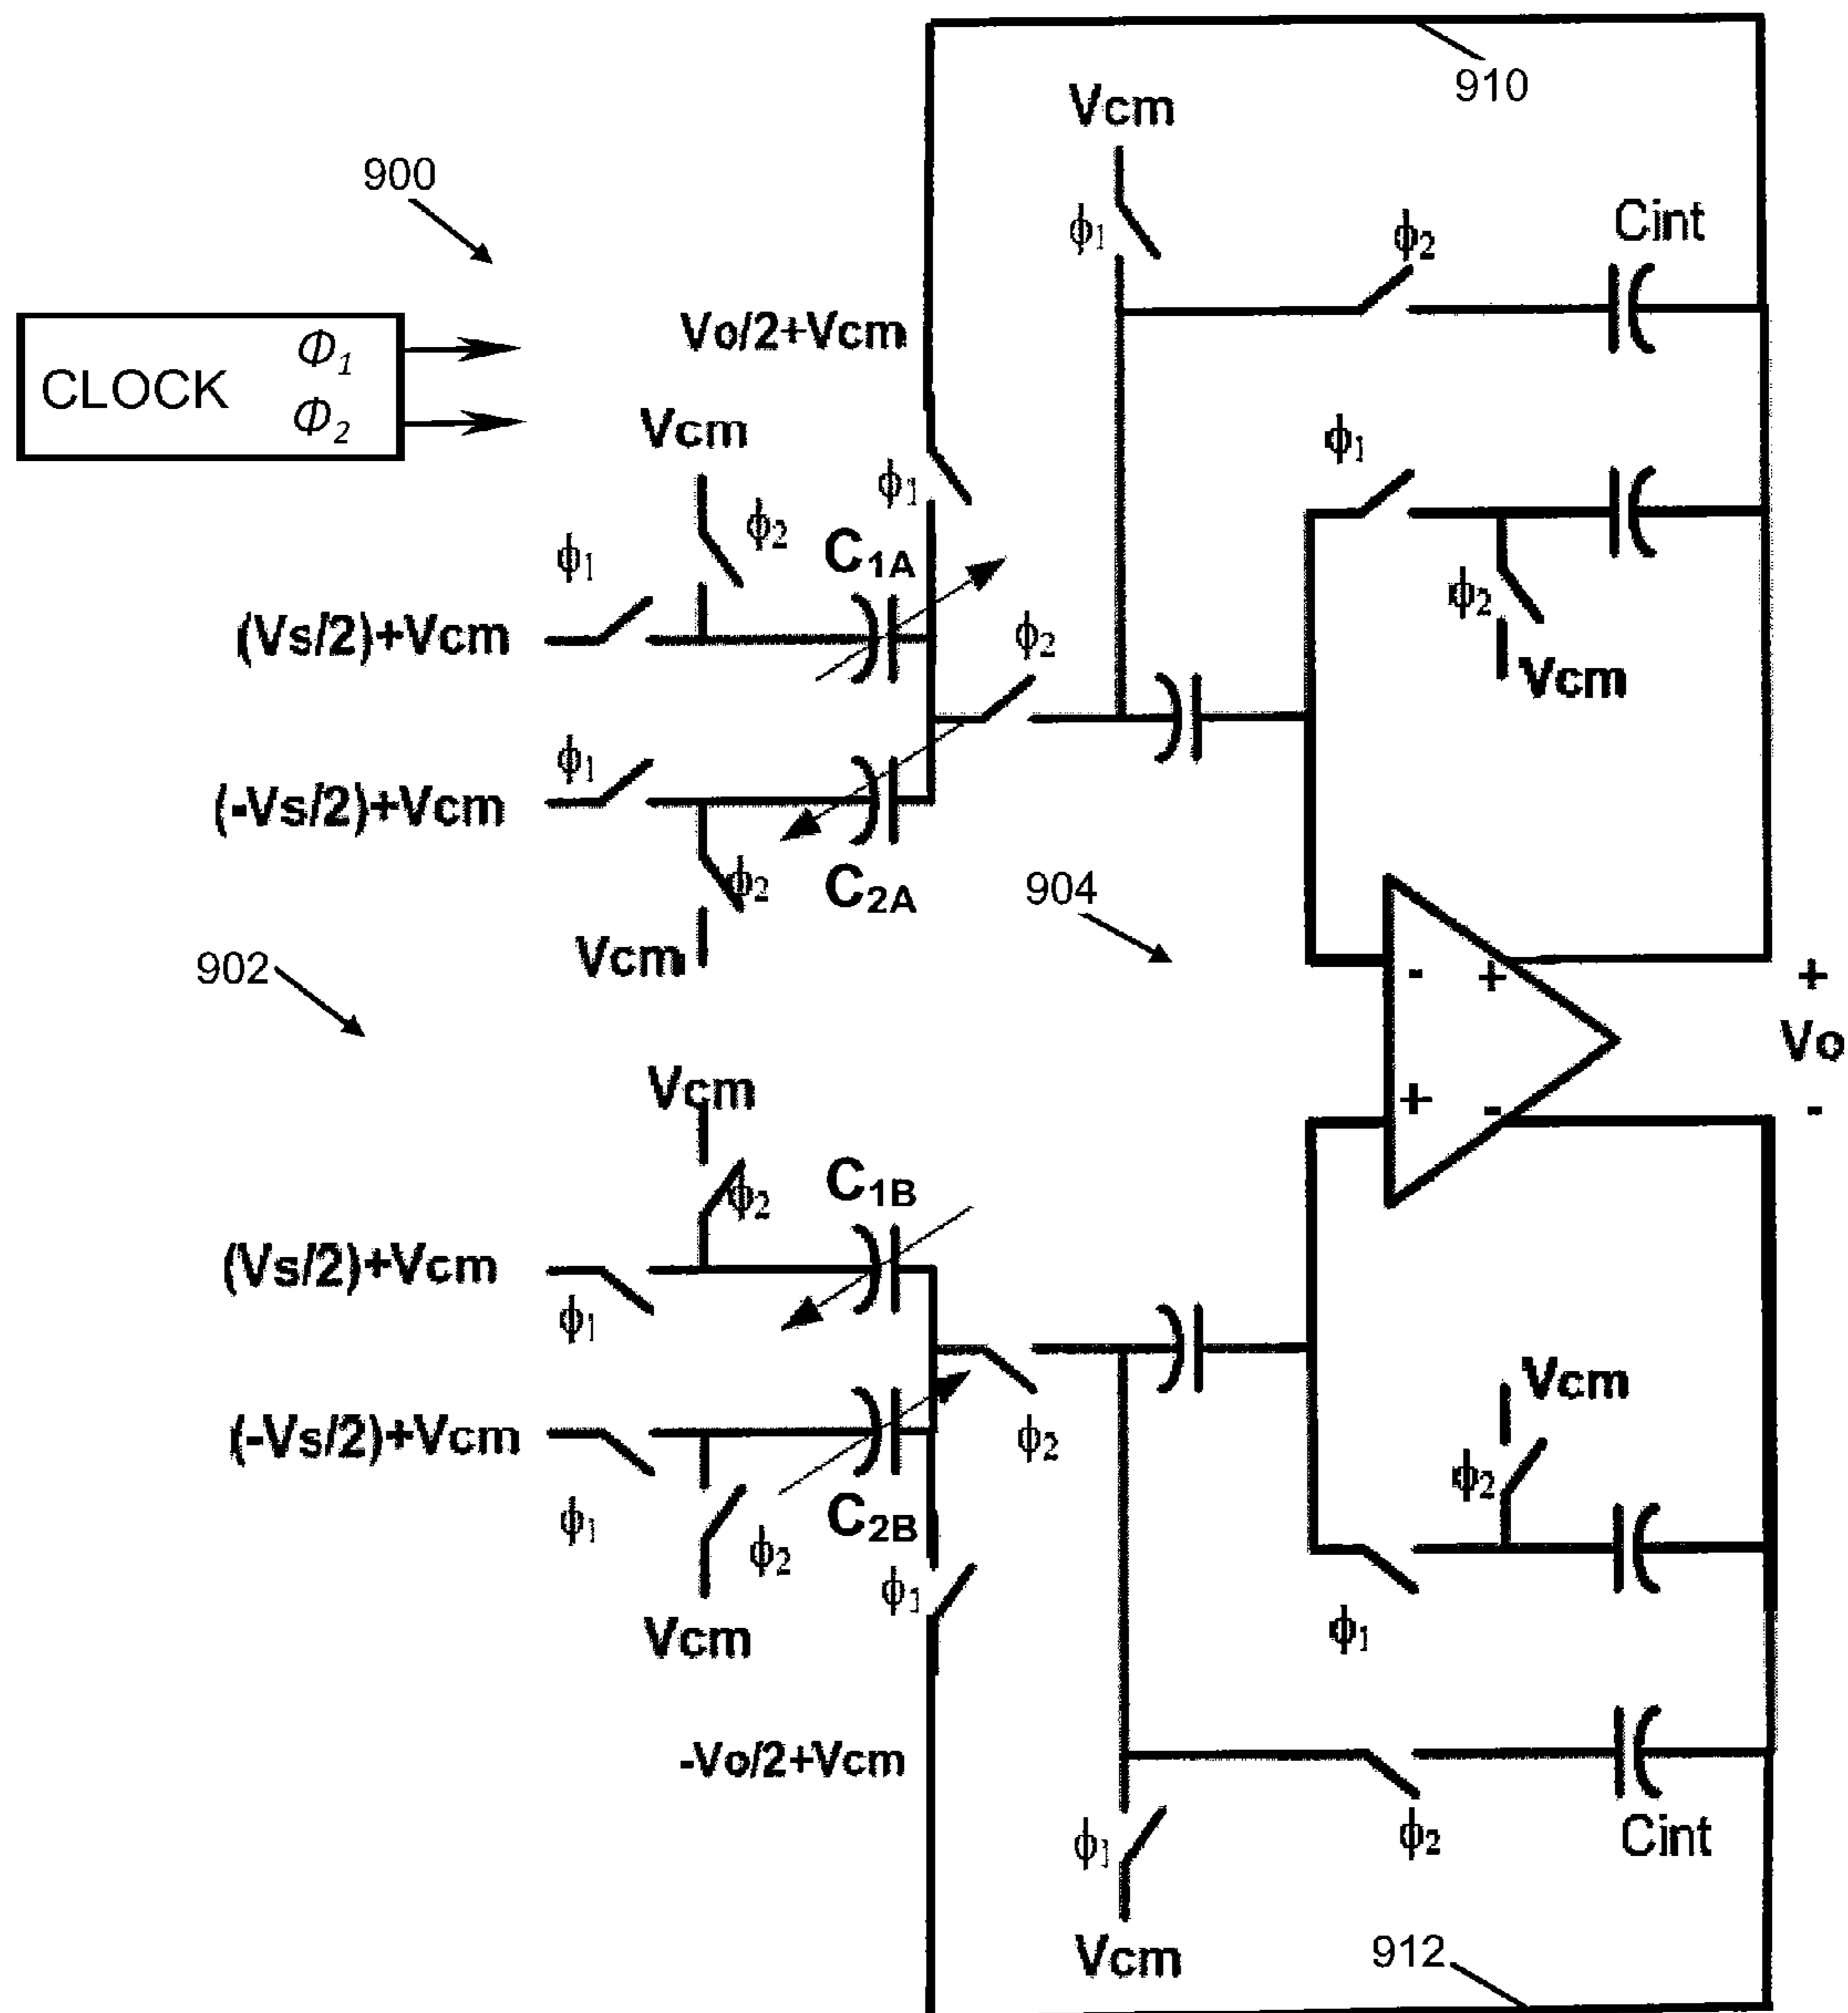 910
Vcm
900
ϕ1
Cint
ϕ2
Vo/2+Vcm
CLOCK
Φ1
Φ2
Vcm
ϕ1
ϕ1
ϕ2
C1A
ϕ1
(Vs/2)+Vcm
ϕ2
ϕ2
Vcm
ϕ1
(-Vs/2)+Vcm
ϕ2
C2A
904
Vcm
902
- +
+
Vo
-
+ -
Vcm
ϕ2
C1B
(Vs/2)+Vcm
ϕ1
Vcm
(-Vs/2)+Vcm
ϕ2
ϕ2
ϕ1
ϕ2
C2B
ϕ1
ϕ1
Vcm
-Vo/2+Vcm
ϕ1
ϕ2
Cint
Vcm
912